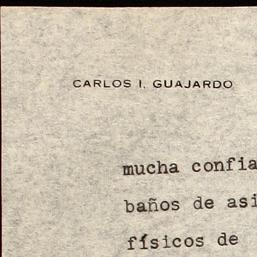 CARLOS I. GUAJARDO
mucha confia
baños de asi
físicos de